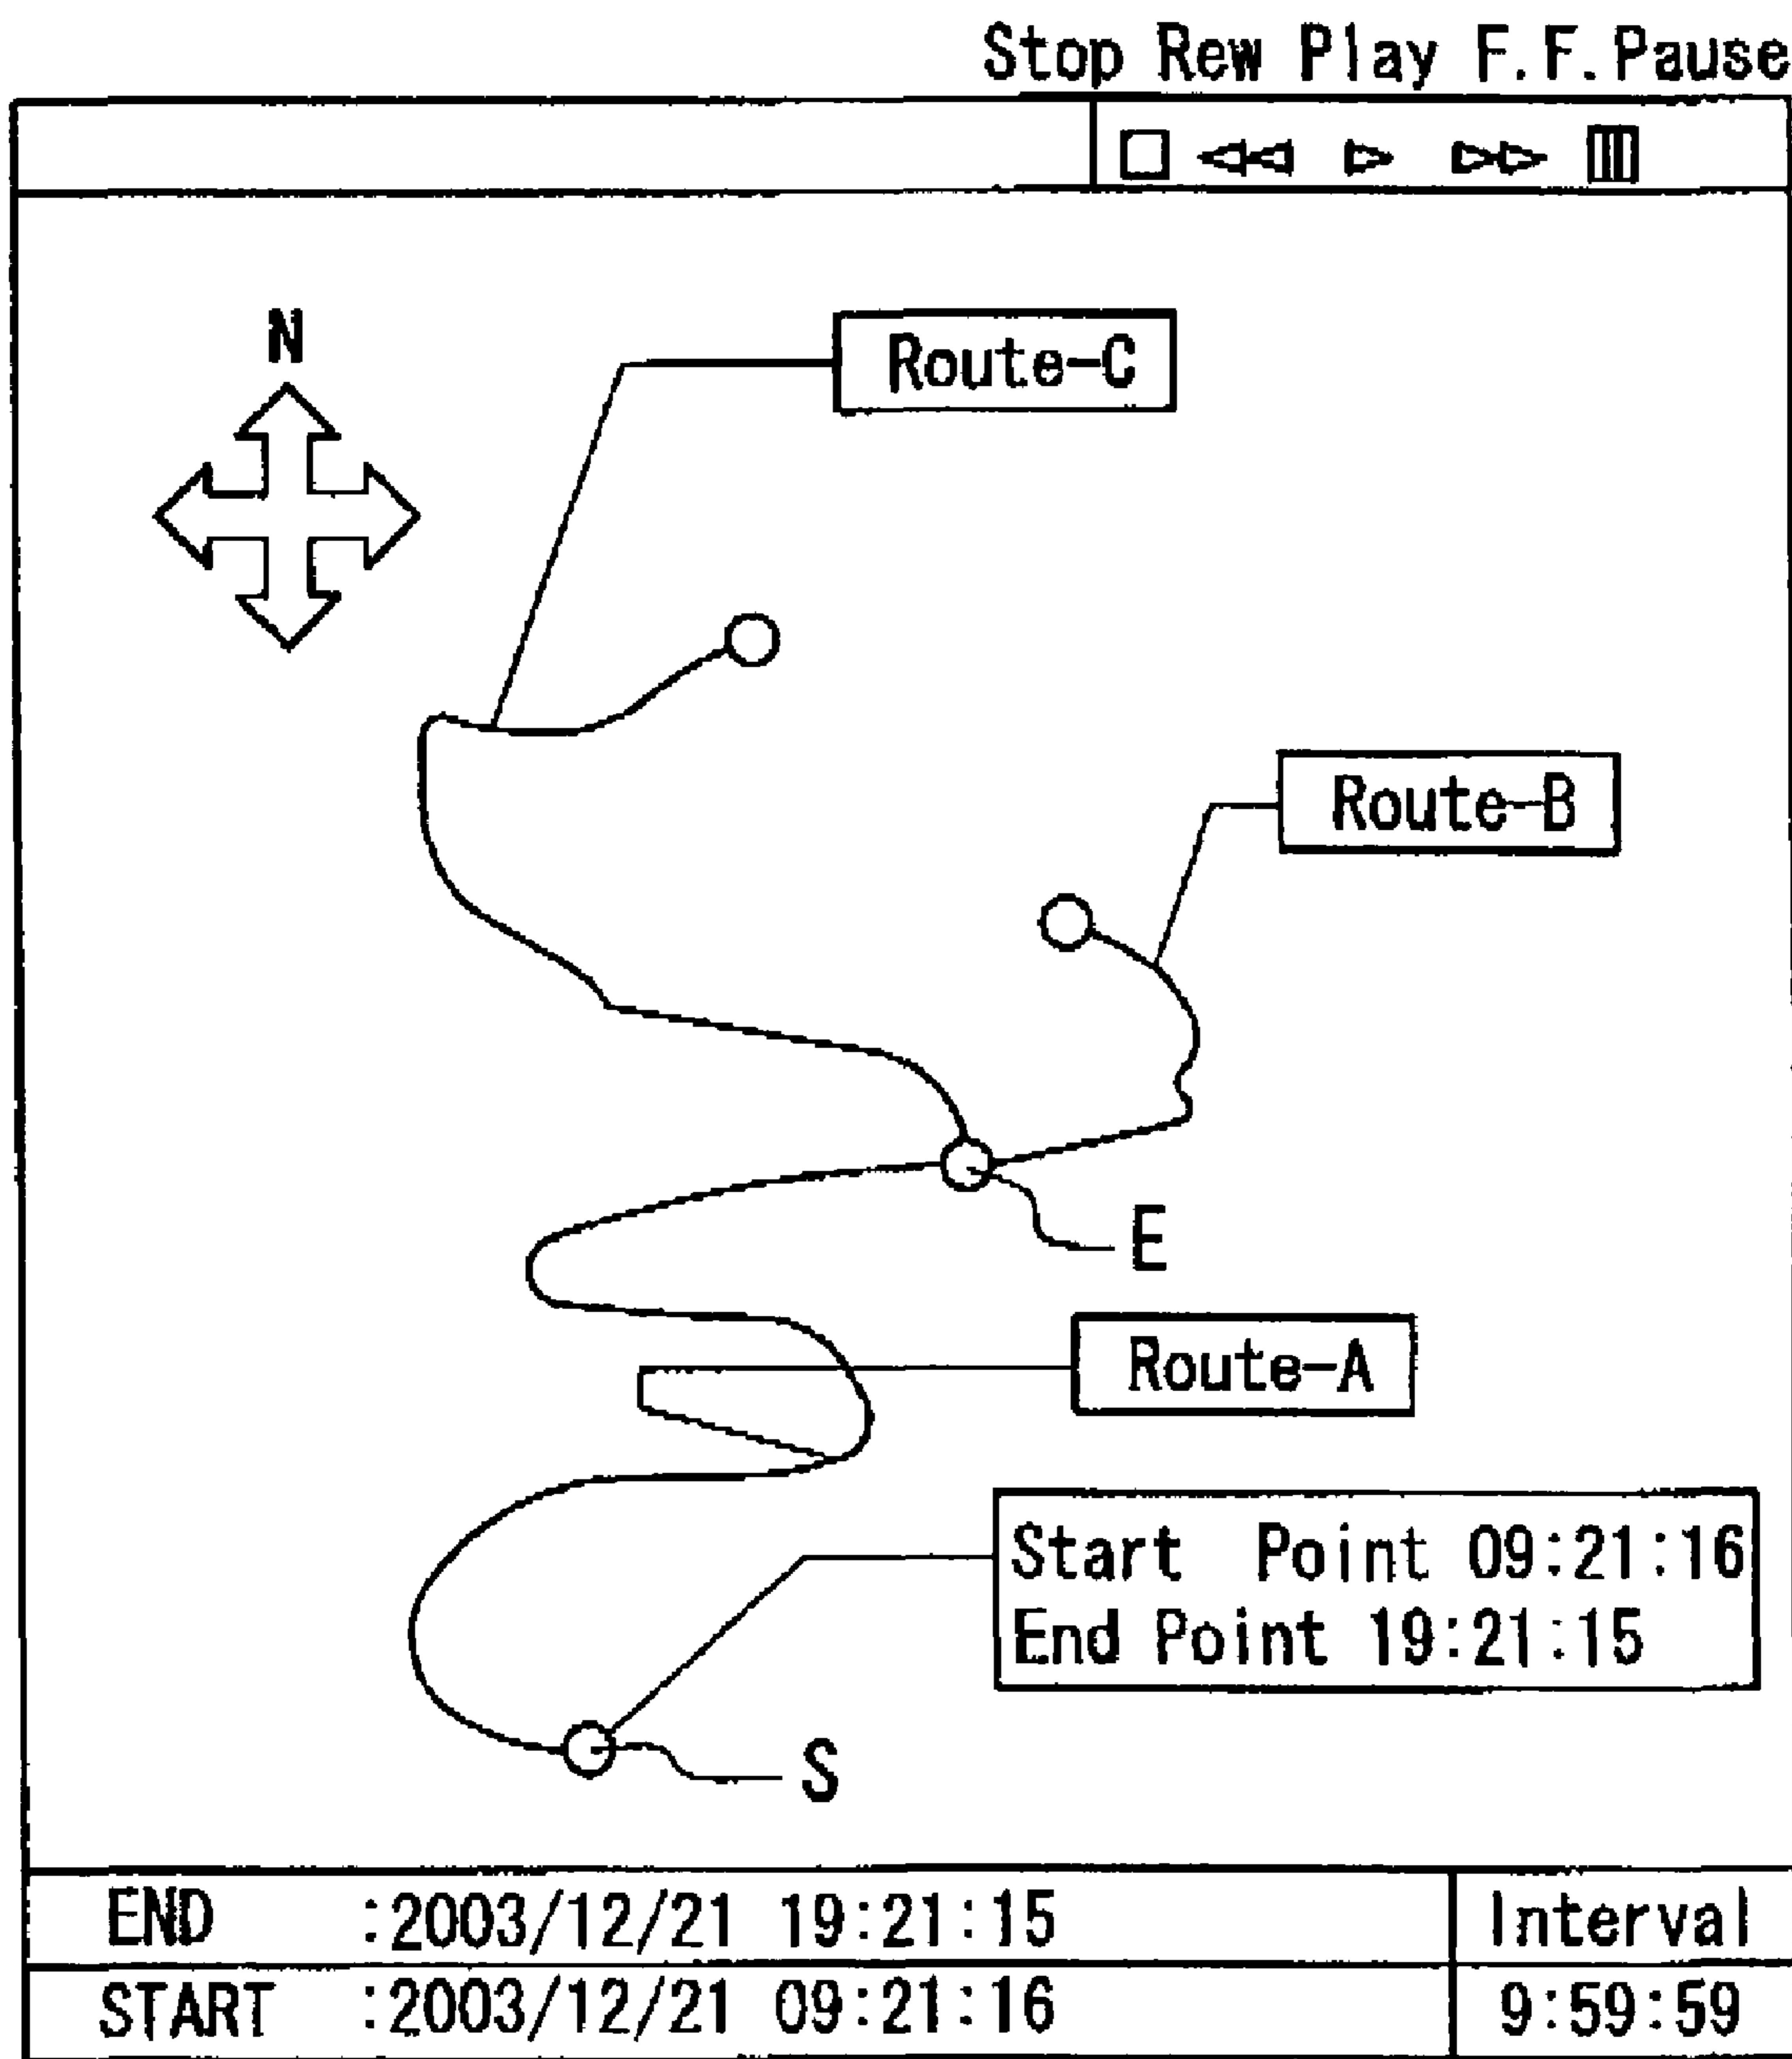 Stop Rew Play F.F. Pause
N
Route-C
Route-B
E
Route-A
Start Point 09:21:16
End Point 19:21:15
S
END :2003/12/21 19:21:15
Interval
START :2003/12/21 09:21:16
9:59:59